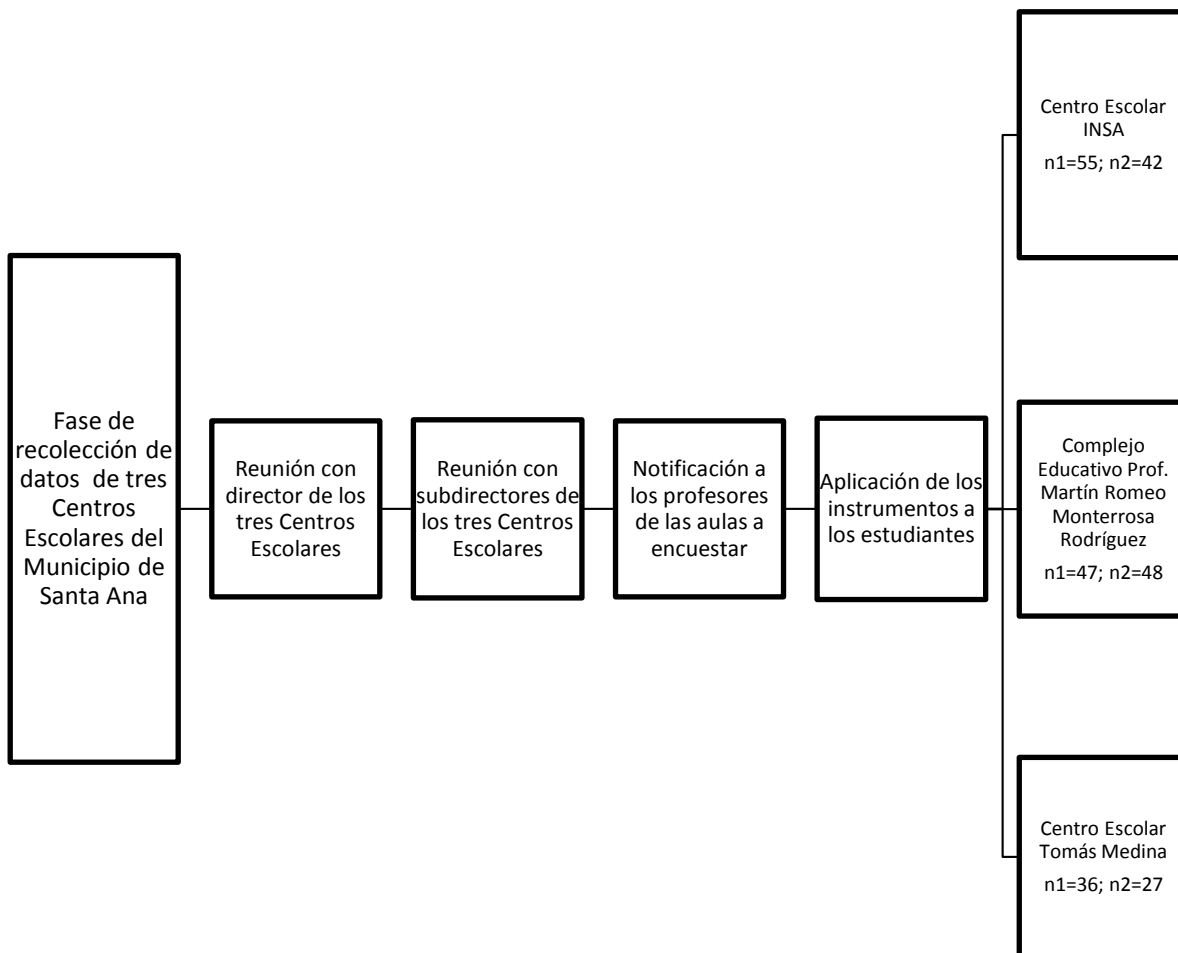 Fase de
recolección de
datos de tres
Centros
Escolares del
Municipio de
Santa Ana
Reunión con
director de los
tres Centros
Escolares
Reunión con
subdirectores de
los tres Centros
Escolares
Notificación a
los profesores
de las aulas a
encuestar
Aplicación de los
instrumentos a
los estudiantes
Centro Escolar
INSA
n1=55; n2=42
Complejo
Educativo Prof.
Martín Romeo
Monterrosa
Rodríguez
n1=47; n2=48
Centro Escolar
Tomás Medina
n1=36; n2=27